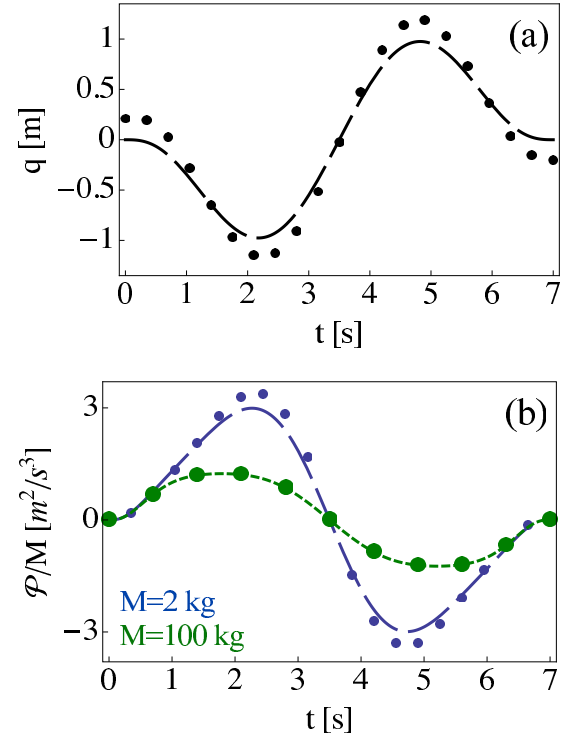 (a)
q [m]
1
0.5
0
−0.5
−1
0 1 2 3 4 5 6 7
t [s]
(b)
𝒫/M [m²/s³]
3
0
−3
M=2 kg
M=100 kg
0 1 2 3 4 5 6 7
t [s]